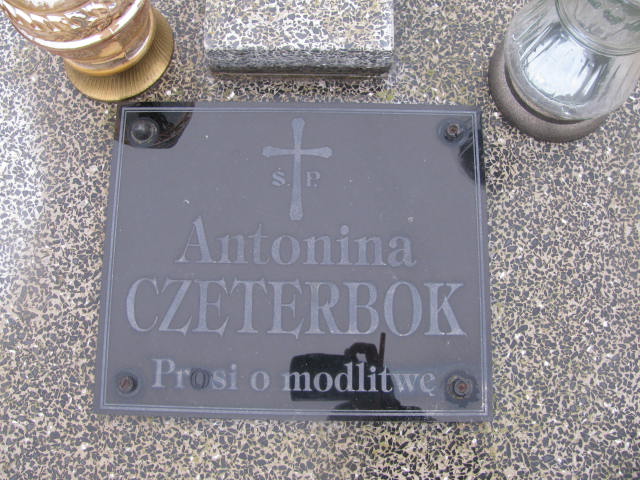 Ś. P.
Antonina
CZETERBOK
Prosi o modlitwę